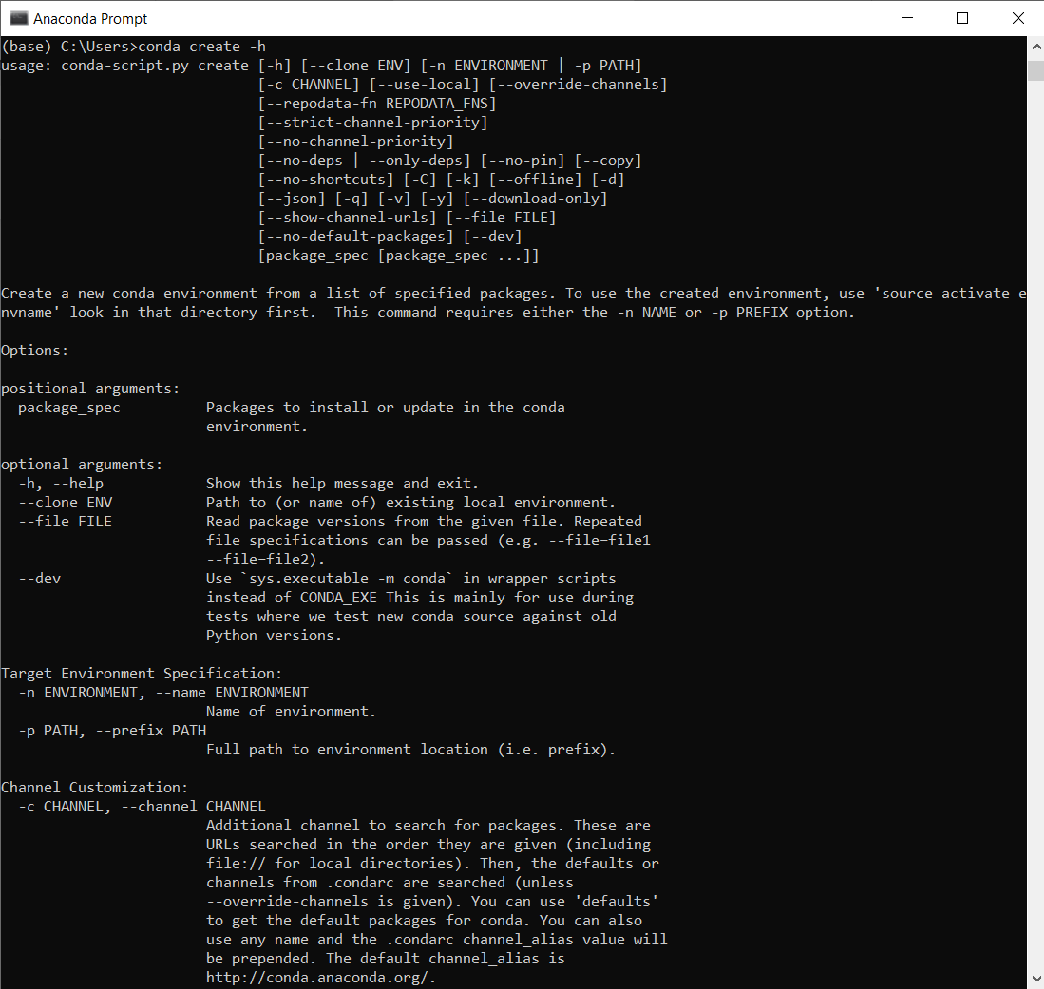 Anaconda Prompt
(base) C:\Users>conda create -h
usage: conda-script.py create [-h] [--clone ENV] [-n ENVIRONMENT | -p PATH]
                              [-c CHANNEL] [--use-local] [--override-channels]
                              [--repodata-fn REPODATA_FNS]
                              [--strict-channel-priority]
                              [--no-channel-priority]
                              [--no-deps | --only-deps] [--no-pin] [--copy]
                              [--no-shortcuts] [-C] [-k] [--offline] [-d]
                              [--json] [-q] [-v] [-y] [--download-only]
                              [--show-channel-urls] [--file FILE]
                              [--no-default-packages] [--dev]
                              [package_spec [package_spec ...]]

Create a new conda environment from a list of specified packages. To use the created environment, use 'source activate e
nvname' look in that directory first.  This command requires either the -n NAME or -p PREFIX option.

Options:

positional arguments:
  package_spec          Packages to install or update in the conda
                        environment.

optional arguments:
  -h, --help            Show this help message and exit.
  --clone ENV           Path to (or name of) existing local environment.
  --file FILE           Read package versions from the given file. Repeated
                        file specifications can be passed (e.g. --file=file1
                        --file=file2).
  --dev                 Use `sys.executable -m conda` in wrapper scripts
                        instead of CONDA_EXE This is mainly for use during
                        tests where we test new conda source against old
                        Python versions.

Target Environment Specification:
  -n ENVIRONMENT, --name ENVIRONMENT
                        Name of environment.
  -p PATH, --prefix PATH
                        Full path to environment location (i.e. prefix).

Channel Customization:
  -c CHANNEL, --channel CHANNEL
                        Additional channel to search for packages. These are
                        URLs searched in the order they are given (including
                        file:// for local directories). Then, the defaults or
                        channels from .condarc are searched (unless
                        --override-channels is given). You can use 'defaults'
                        to get the default packages for conda. You can also
                        use any name and the .condarc channel_alias value will
                        be prepended. The default channel_alias is
                        http://conda.anaconda.org/.